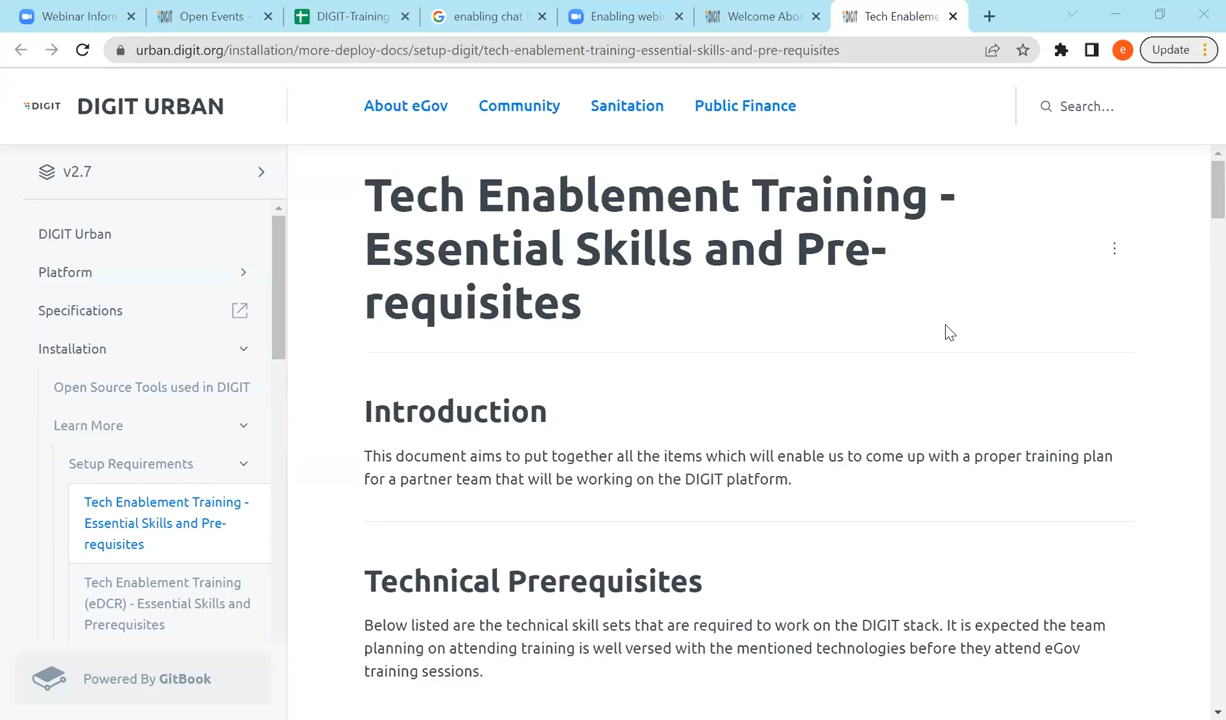 Webinar Inforr
Open Events -
DIGIT-Training
enabling chat
Enabling webi
Welcome Abo
Tech Enableme
urban.digit.org/installation/more-deploy-docs/setup-digit/tech-enablement-training-essential-skills-and-pre-requisites
e
Update
DIGIT
DIGIT URBAN
About eGov
Community
Sanitation
Public Finance
Search...
v2.7
DIGIT Urban
Platform
Specifications
Installation
Open Source Tools used in DIGIT
Learn More
Setup Requirements
Tech Enablement Training -
Essential Skills and Pre-
requisites
Tech Enablement Training
(eDCR) - Essential Skills and
Prerequisites
Powered By GitBook
Tech Enablement Training -
Essential Skills and Pre-
requisites
Introduction
This document aims to put together all the items which will enable us to come up with a proper training plan
for a partner team that will be working on the DIGIT platform.
Technical Prerequisites
Below listed are the technical skill sets that are required to work on the DIGIT stack. It is expected the team
planning on attending training is well versed with the mentioned technologies before they attend eGov
training sessions.